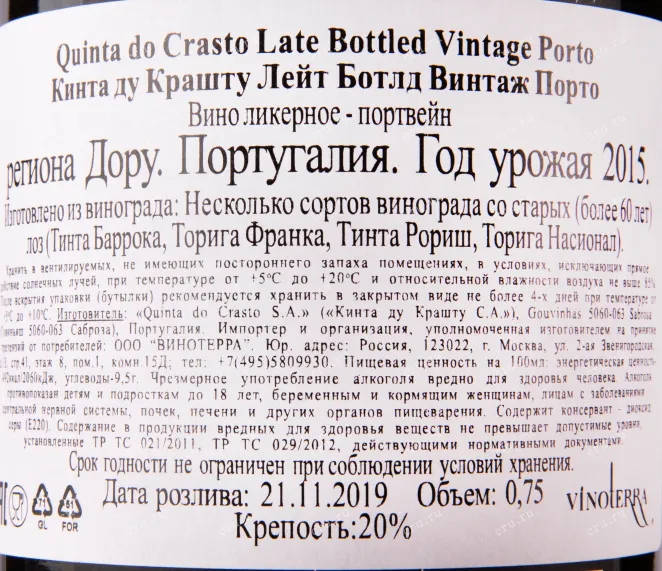 Quinta do Crasto Late Bottled Vintage Porto
Кинта ду Крашту Лейт Ботлд Винтаж Порто
Вино ликерное - портвейн
региона Дору. Португалия. Год урожая 2015.
Изготовлено из винограда: Несколько сортов винограда со старых (более 60 лет)
лоз (Тинта Баррока, Торига Франка, Тинта Рориш, Торига Насионал).
Хранить в вентилируемых, не имеющих постороннего запаха помещениях, в условиях, исключающих прямое
действие солнечных лучей, при температуре от +5°С до +20°С и относительной влажности воздуха не выше 85%
После вскрытия упаковки (бутылки) рекомендуется хранить в закрытом виде не более 4-х дней при температуре от
до +10°С. Изготовитель: «Quinta do Crasto S.A.» («Кинта ду Крашту С.А»), Gouvinhas 5060-063 Sabrosa
5060-063 Саброза), Португалия. Импортер и организация, уполномоченная изготовителем на принятие
претензий от потребителей: ООО "ВИНОТЕРРА". Юр. адрес: Россия, 123022, г. Москва, ул. 2-ая Звенигородская,
стр.41, этаж 8, пом.1, комн.15Д; тел: +7(495)5809930. Пищевая ценность на 100мл: энергетическая ценность-
углеводы-9,5г. Чрезмерное употребление алкоголя вредно для здоровья человека. Алкоголь
противопоказан детям и подросткам до 18 лет, беременным и кормящим женщинам, лицам с заболеваниями
центральной нервной системы, почек, печени и других органов пищеварения. Содержит консервант - диоксид
серы (Е220). Содержание в продукции вредных для здоровья веществ не превышает допустимые уровни,
установленные ТР ТС 021/2011, ТР ТС 029/2012, действующими нормативными документами.
Срок годности не ограничен при соблюдении условий хранения.
Дата розлива: 21.11.2019 Объем: 0,75
GL FOR
VINOTERRA
Крепость:20%
cru.ru